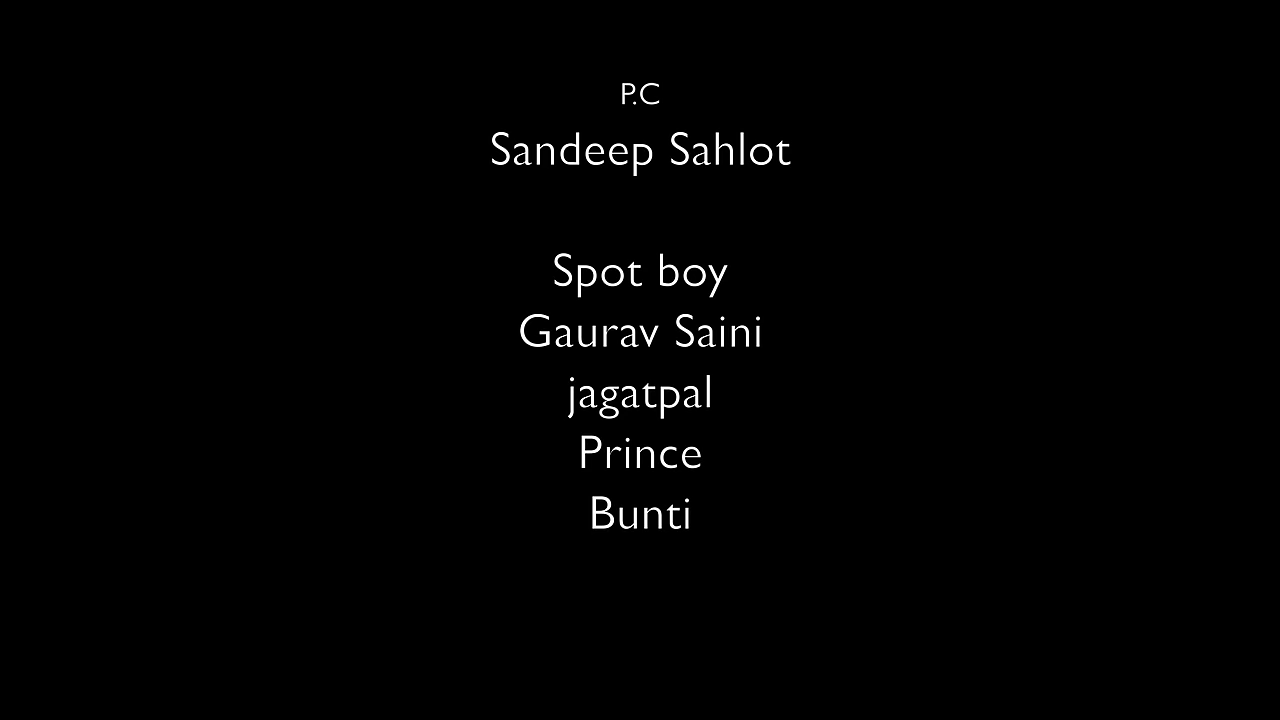 P.C
Sandeep Sahlot
Spot boy
Gaurav Saini
jagatpal
Prince
Bunti